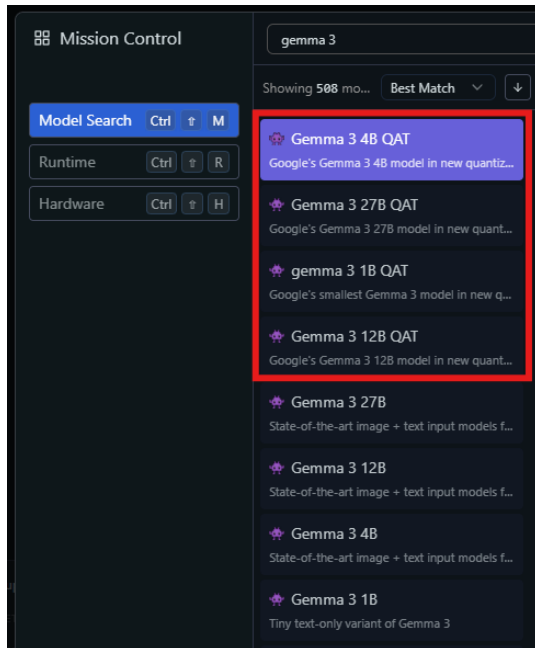 Mission Control
Model Search Ctrl ⇧ M
Runtime Ctrl ⇧ R
Hardware Ctrl ⇧ H
gemma 3
Showing 508 mo... Best Match
Gemma 3 4B QAT
Google's Gemma 3 4B model in new quantiz...
Gemma 3 27B QAT
Google's Gemma 3 27B model in new quant...
gemma 3 1B QAT
Google's smallest Gemma 3 model in new q...
Gemma 3 12B QAT
Google's Gemma 3 12B model in new quant...
Gemma 3 27B
State-of-the-art image + text input models f...
Gemma 3 12B
State-of-the-art image + text input models f...
Gemma 3 4B
State-of-the-art image + text input models f...
Gemma 3 1B
Tiny text-only variant of Gemma 3